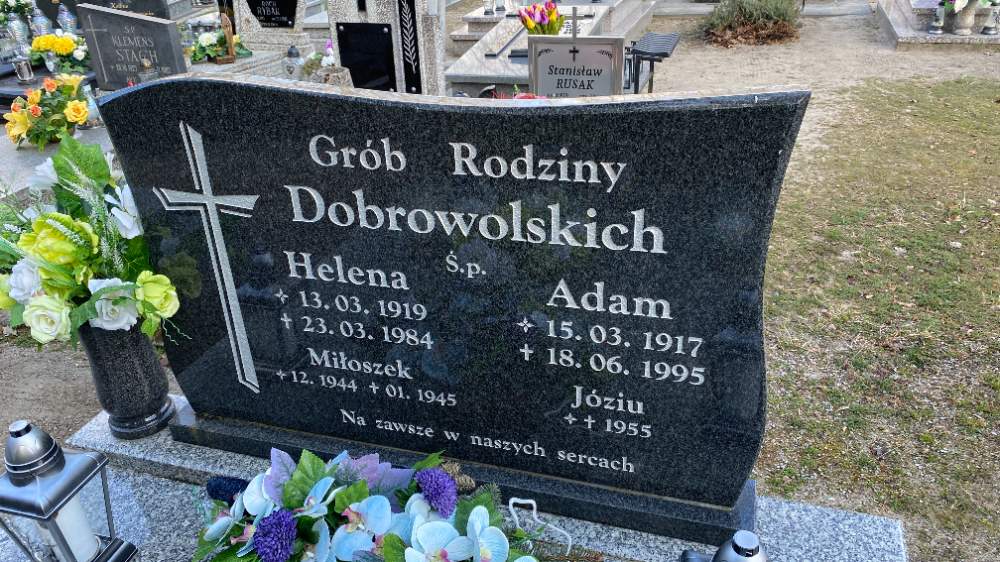 KLEMENS
STACH
Stanisław
RUSAK
Grób Rodziny
Dobrowolskich
Ś.p.
Helena
✧ 13. 03. 1919
✝ 23. 03. 1984
Miłoszek
✧ 12. 1944 ✝ 01. 1945
Adam
✧ 15. 03. 1917
✝ 18. 06. 1995
Józiu
✧ ✝ 1955
Na zawsze w naszych sercach